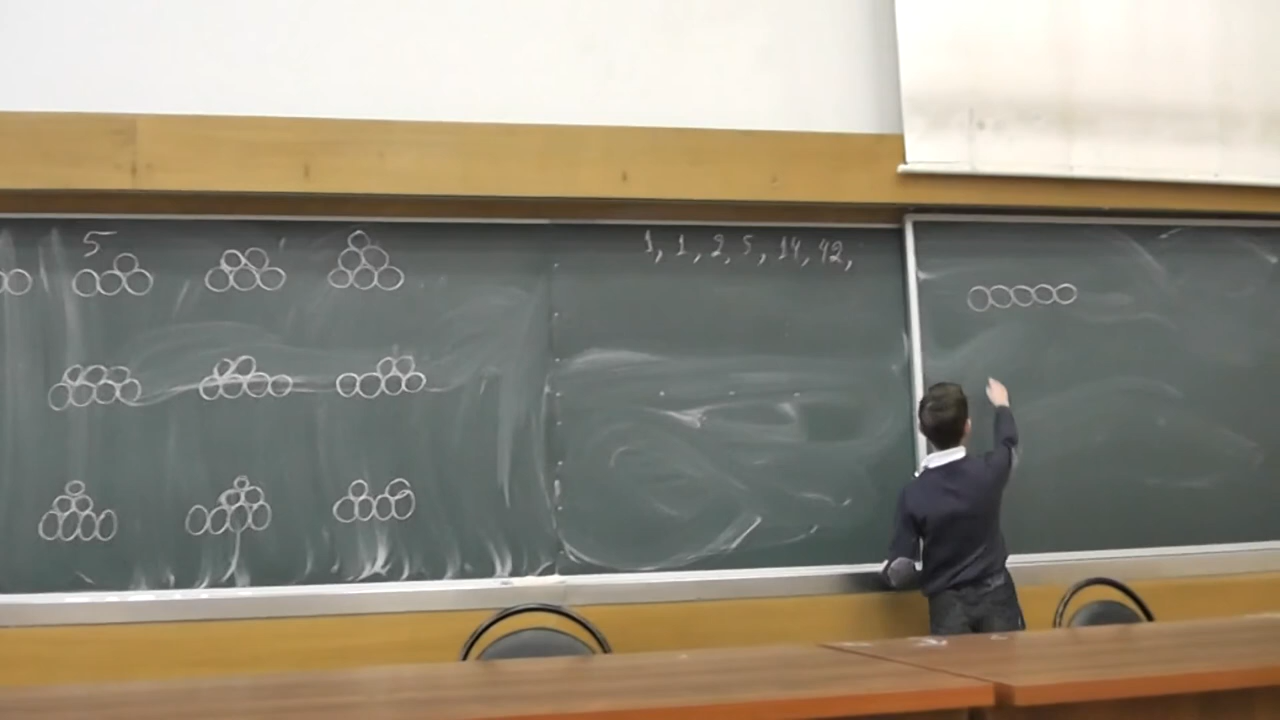 5
1, 1, 2, 5, 14, 42,